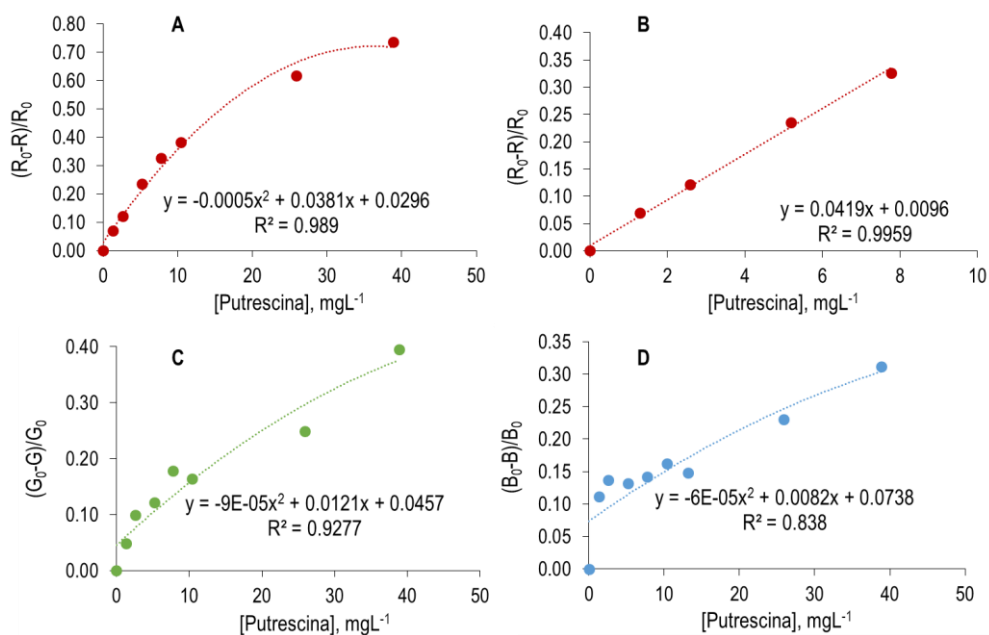 A
(R₀-R)/R₀
0.80
0.70
0.60
0.50
0.40
0.30
0.20
0.10
0.00
y = -0.0005x² + 0.0381x + 0.0296
R² = 0.989
0 10 20 30 40 50
[Putrescina], mgL⁻¹
B
(R₀-R)/R₀
0.40
0.35
0.30
0.25
0.20
0.15
0.10
0.05
0.00
y = 0.0419x + 0.0096
R² = 0.9959
0 2 4 6 8 10
[Putrescina], mgL⁻¹
C
(G₀-G)/G₀
0.40
0.30
0.20
0.10
0.00
y = -9E-05x² + 0.0121x + 0.0457
R² = 0.9277
0 10 20 30 40 50
[Putrescina], mgL⁻¹
D
(B₀-B)/B₀
0.35
0.30
0.25
0.20
0.15
0.10
0.05
0.00
y = -6E-05x² + 0.0082x + 0.0738
R² = 0.838
0 10 20 30 40 50
[Putrescina], mgL⁻¹